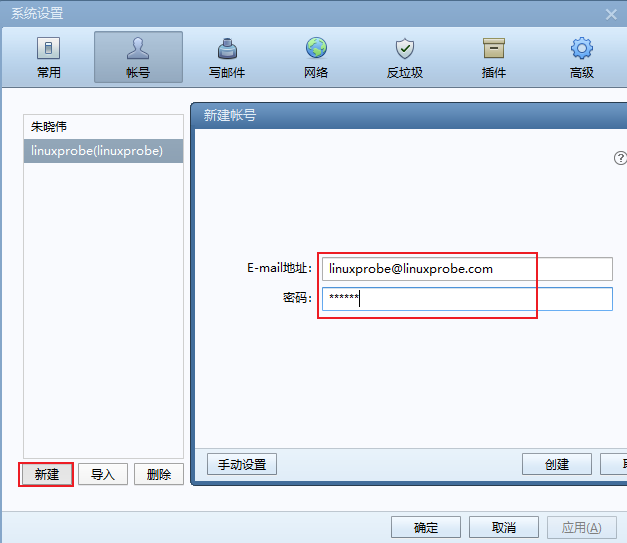 系统设置
常用
帐号
写邮件
网络
反垃圾
插件
高级
朱晓伟
linuxprobe(linuxprobe)
新建帐号
E-mail地址: linuxprobe@linuxprobe.com
密码: ******
手动设置
创建
新建
导入
删除
确定
取消
应用(A)